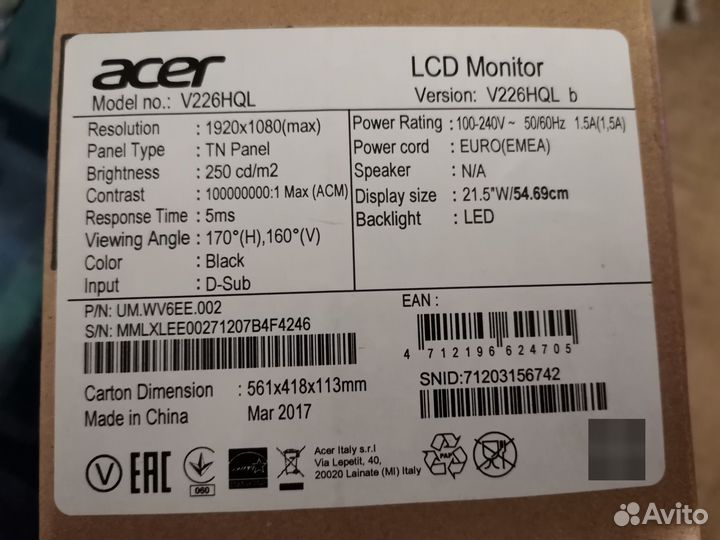 acer
LCD Monitor
Model no.: V226HQL
Version: V226HQL b
Resolution : 1920x1080(max)
Panel Type : TN Panel
Brightness : 250 cd/m2
Contrast : 100000000:1 Max (ACM)
Response Time : 5ms
Viewing Angle : 170°(H),160°(V)
Color : Black
Input : D-Sub
Power Rating : 100-240V~ 50/60Hz 1.5A(1,5A)
Power cord : EURO(EMEA)
Speaker : N/A
Display size : 21.5"W/54.69cm
Backlight : LED
P/N: UM.WV6EE.002
S/N: MMLXLEE00271207B4F4246
EAN :
4 712196 624705
SNID:71203156742
Carton Dimension : 561x418x113mm
Made in China Mar 2017
V
EAC
060
Acer Italy s.r.l
Via Lepetit, 40,
20020 Lainate (MI) Italy
PAP
Avito